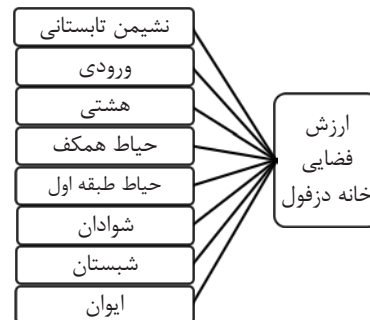 نشیمن تابستانی
ورودی
هشتی
حیاط همکف
حیاط طبقه اول
شوادان
شبستان
ایوان
ارزش
فضایی
خانه دزفول